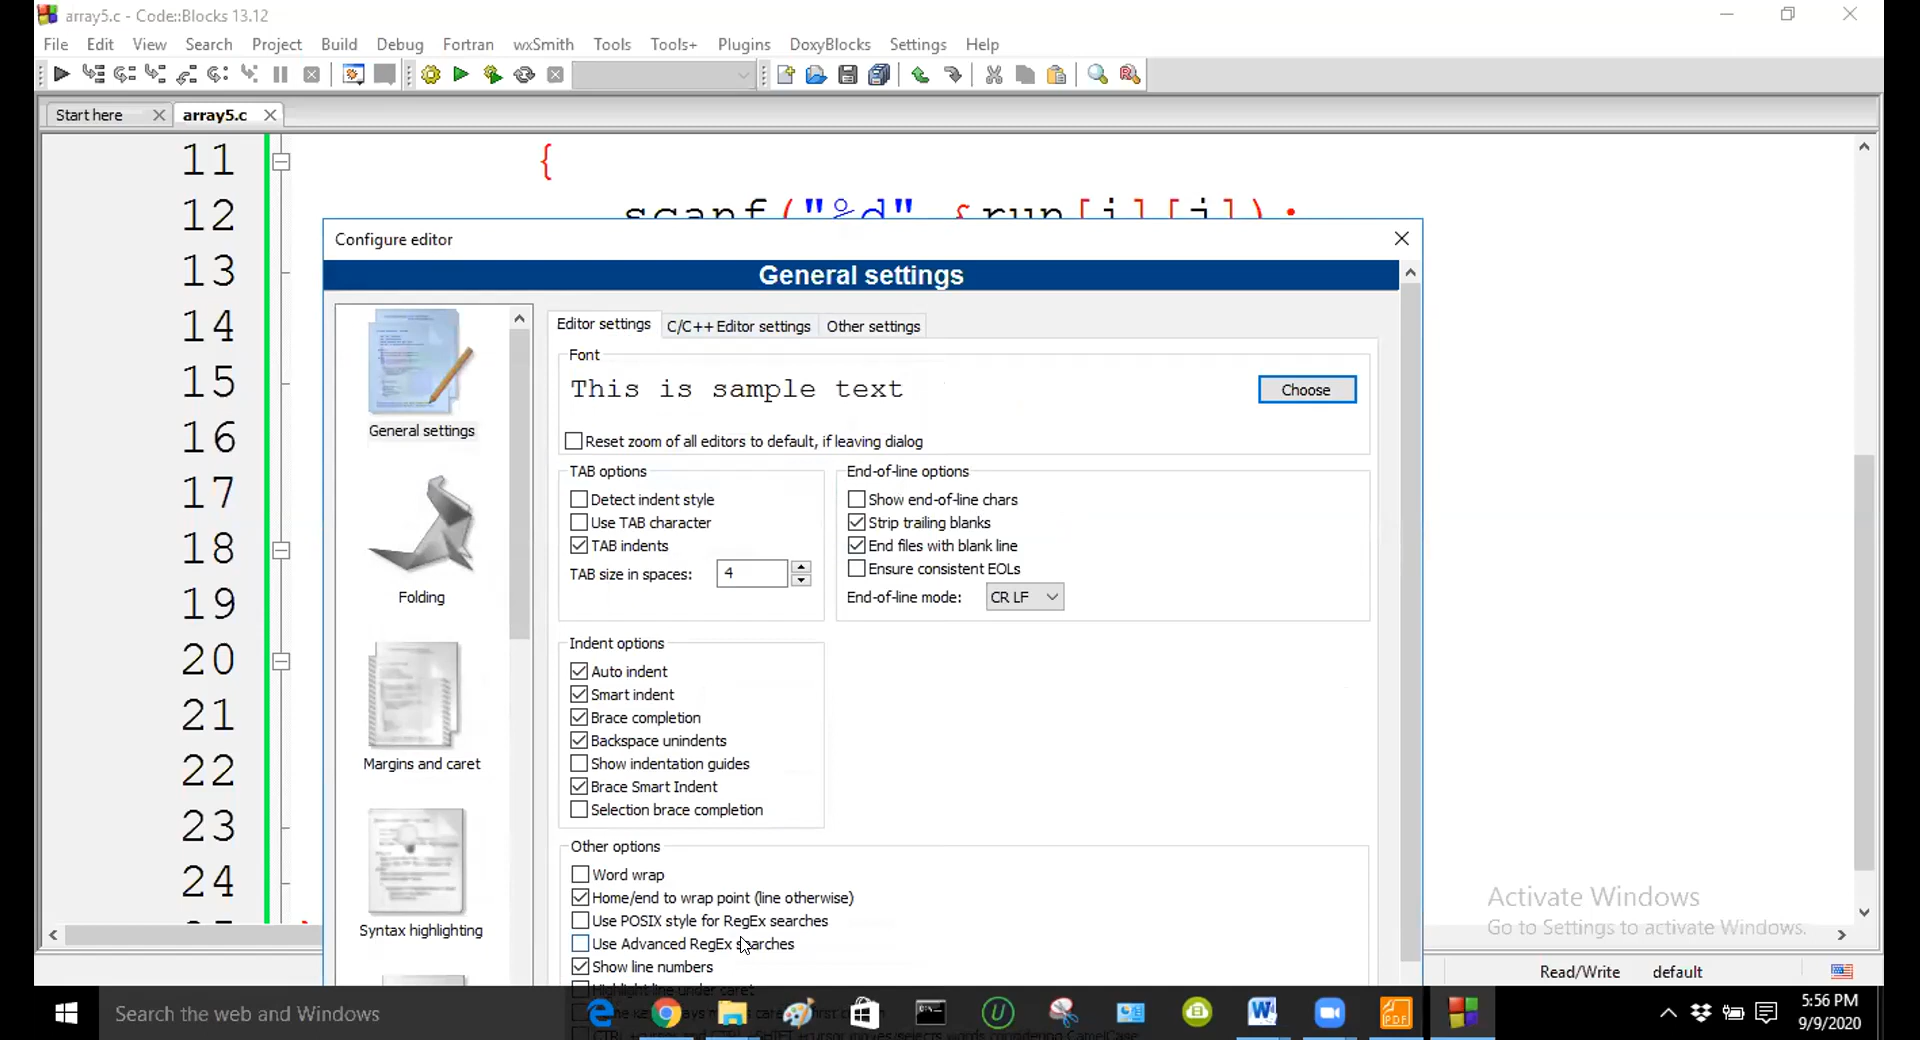 array5.c - Code::Blocks 13.12
File Edit View Search Project Build Debug Fortran wxSmith Tools Tools+ Plugins DoxyBlocks Settings Help
Start here array5.c
11 {
12 scanf("%d" &run[i][j]);
Configure editor
13
General settings
14
Editor settings C/C++ Editor settings Other settings
Font
15 This is sample text Choose
General settings
16 Reset zoom of all editors to default, if leaving dialog
TAB options End-of-line options
17 Detect indent style Show end-of-line chars
Use TAB character Strip trailing blanks
18 TAB indents End files with blank line
TAB size in spaces: 4 Ensure consistent EOLs
Folding End-of-line mode: CR LF
19
Indent options
20 Auto indent
Smart indent
21 Brace completion
Backspace unindents
Margins and caret Show indentation guides
22 Brace Smart Indent
Selection brace completion
23
Other options
24 Word wrap
Home/end to wrap point (line otherwise)
Syntax highlighting Use POSIX style for RegEx searches
Use Advanced RegEx searches
Show line numbers
Highlight line under caret
Activate Windows
Go to Settings to activate Windows.
Read/Write default
Search the web and Windows
PDF
5:56 PM
9/9/2020